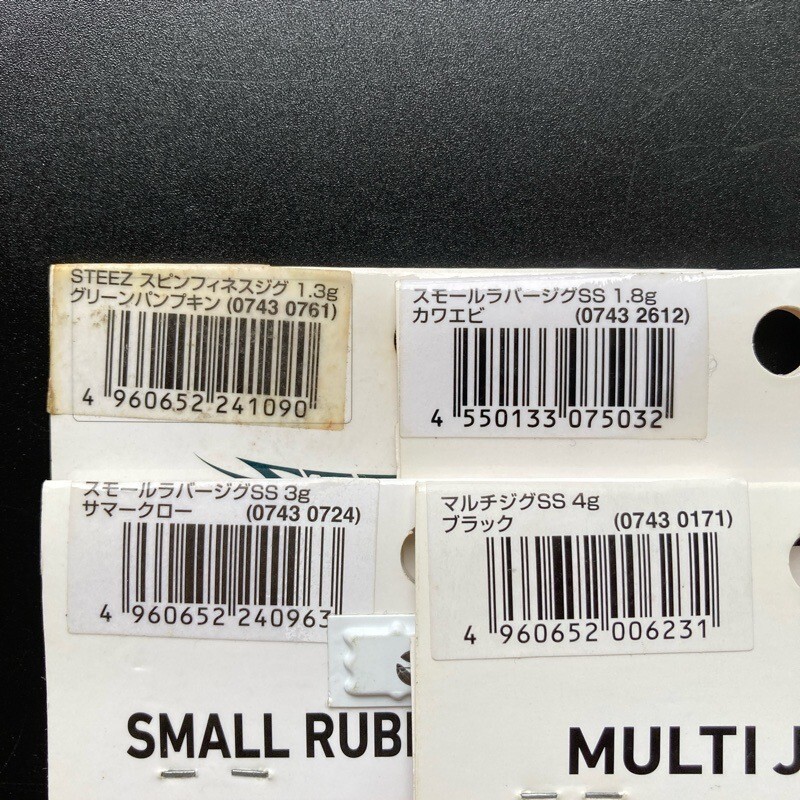 STEEZ スピンフィネスジグ 1.3g
グリーンパンプキン (0743 0761)
4 960652 241090
スモールラバージグSS 1.8g
カワエビ (0743 2612)
4 550133 075032
スモールラバージグSS 3g
サマークロー (0743 0724)
4 960652 240963
マルチジグSS 4g
ブラック (0743 0171)
4 960652 006231
SMALL RUB
MULTI J